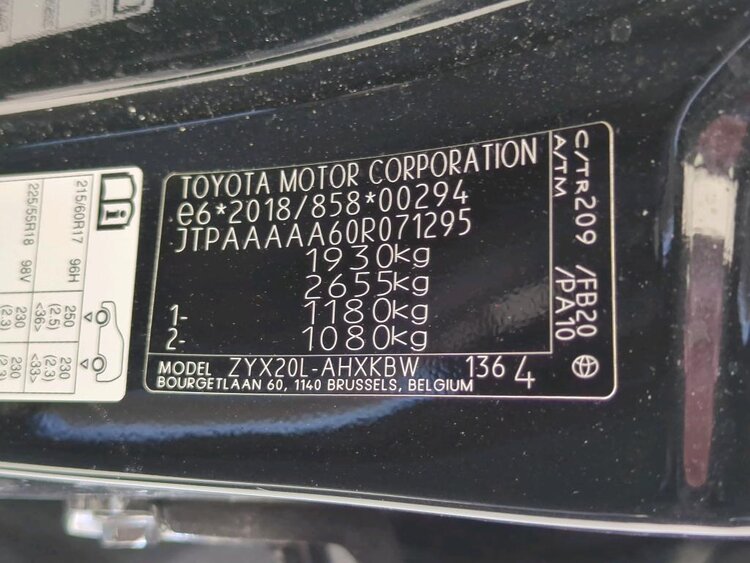 TOYOTA MOTOR CORPORATION
e6*2018/858*00294
JTPAAAAA60R071295
1930kg
2655kg
1- 1180kg
2- 1080kg
MODEL ZYX20L-AHXKBW 136 4
BOURGETLAAN 60, 1140 BRUSSELS, BELGIUM
C/TR209 /FB20
A/TM /PA10
215/60R17 96H
250 (2.5) <36>
230 (2.3) <33>
225/55R18 98V
230 (2.3)
230 (2.3)